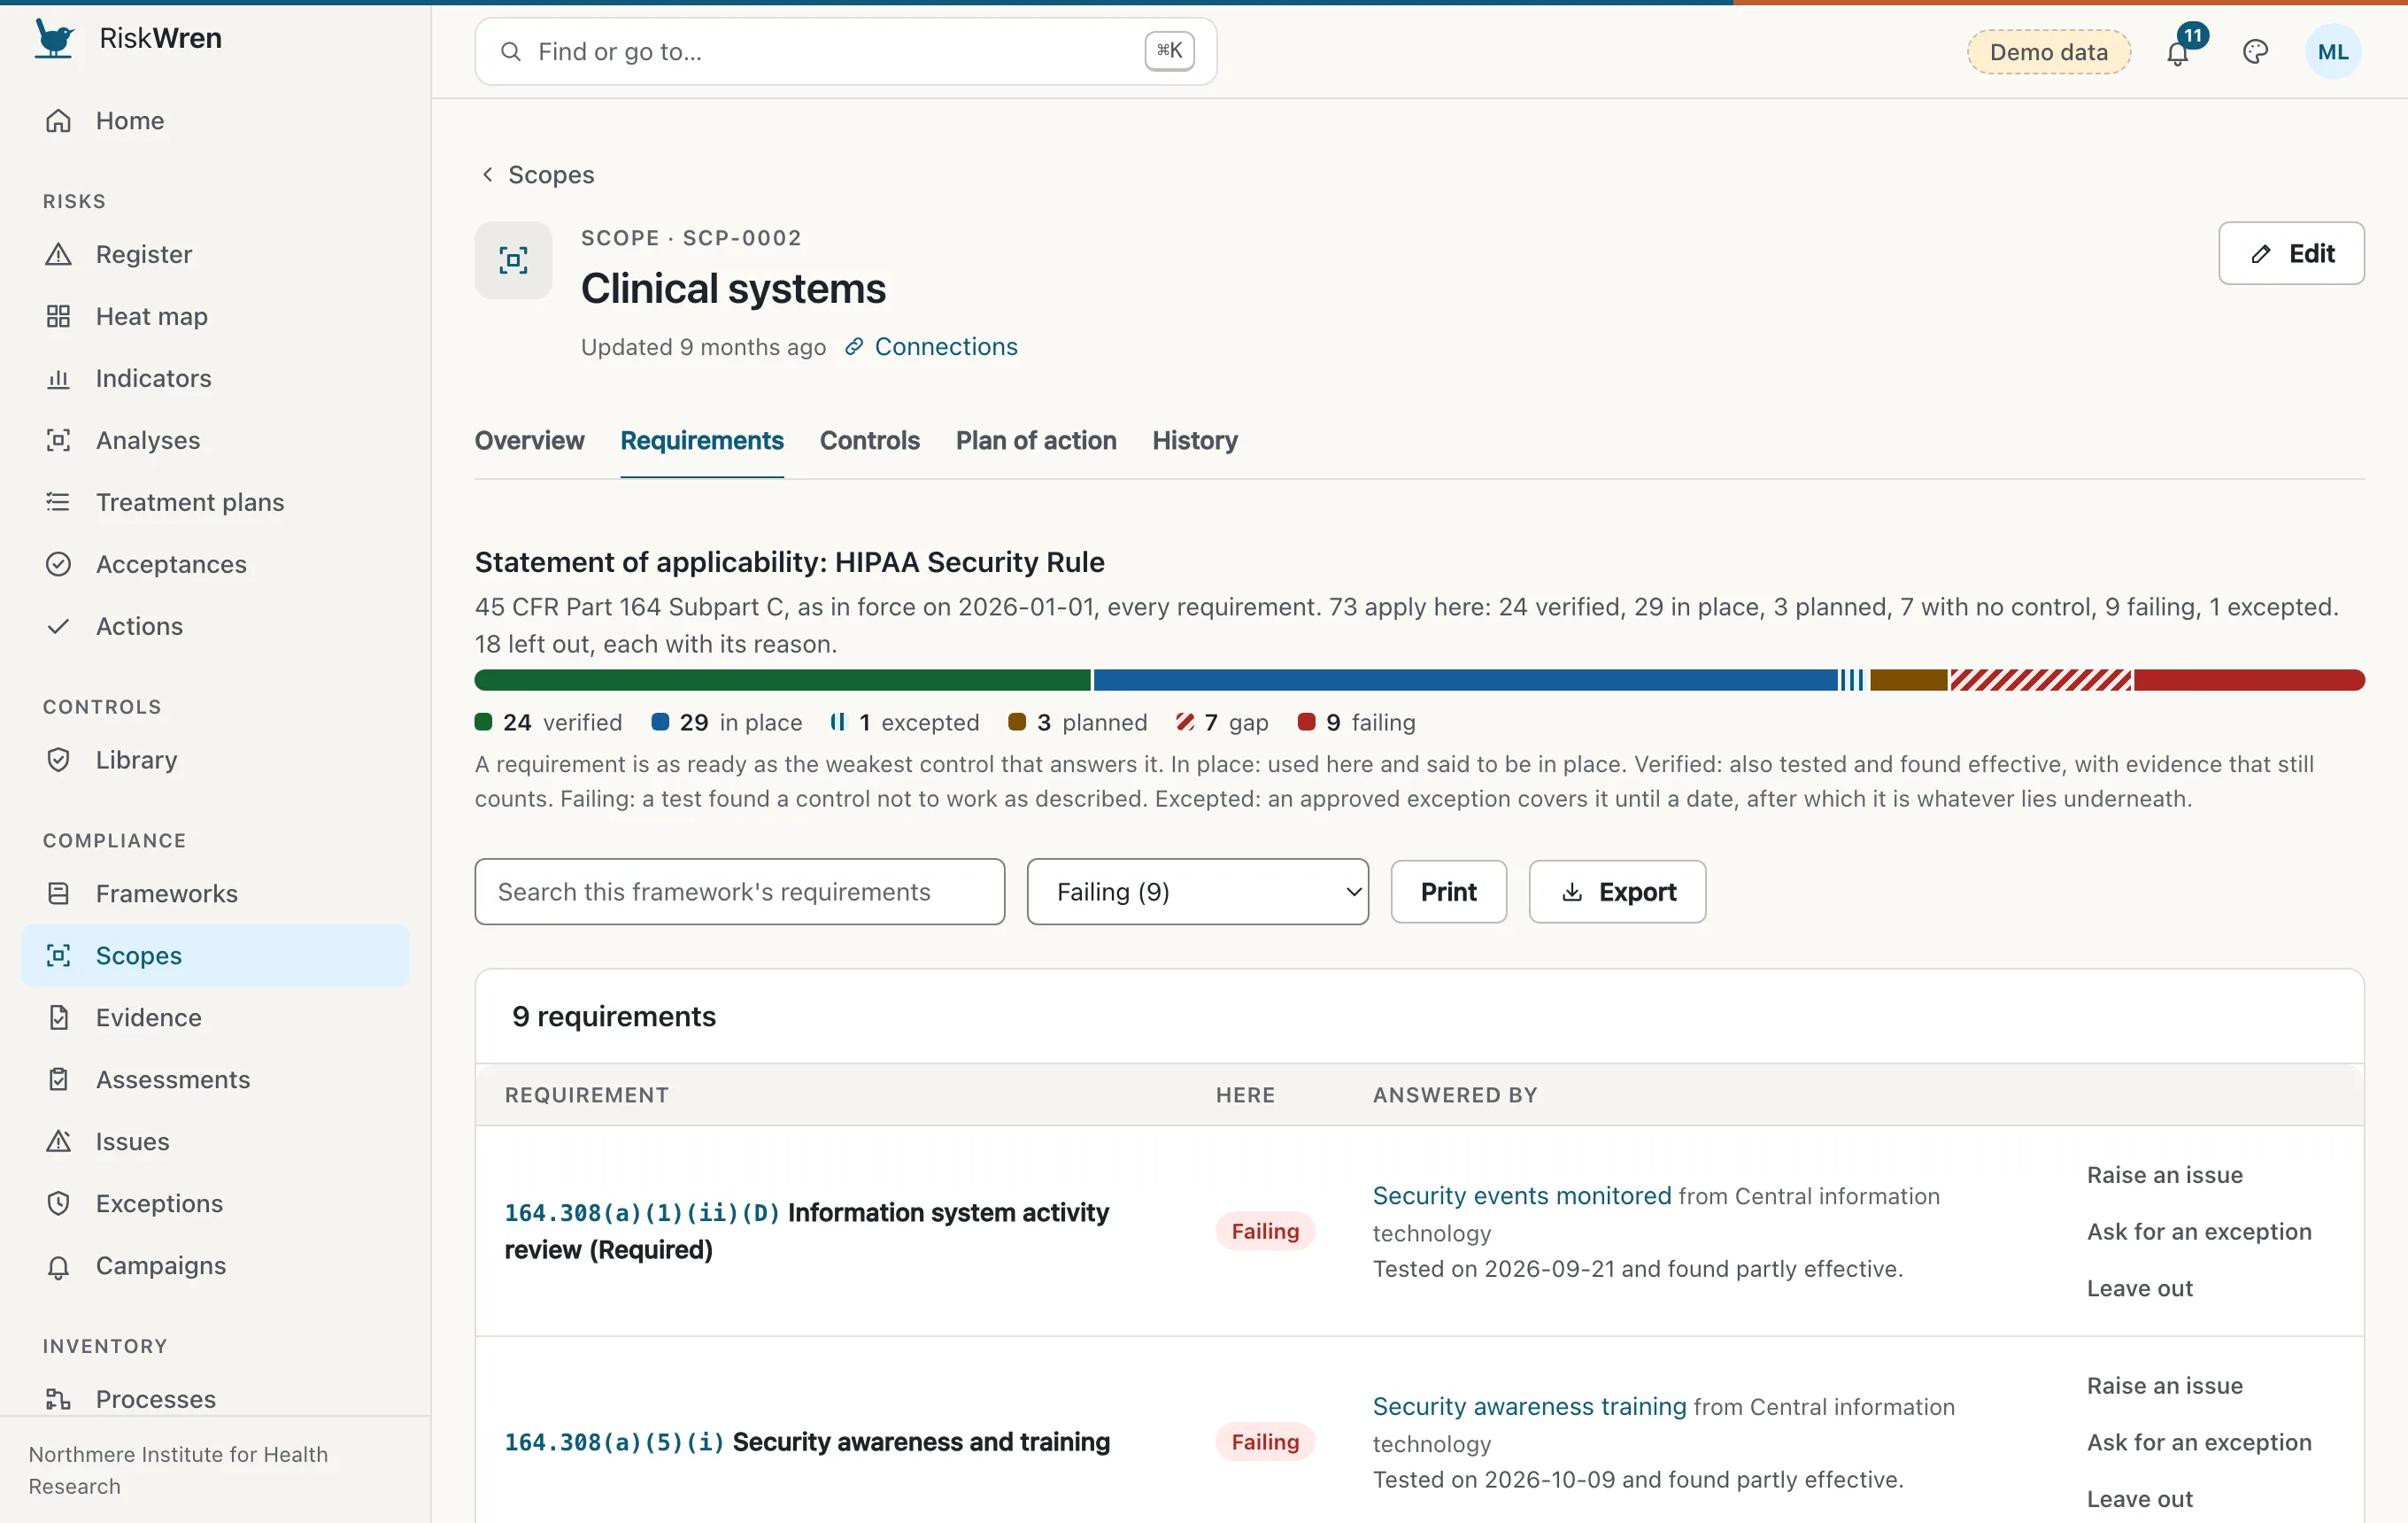 RiskWren
Find or go to...
⌘K
Demo data
11
ML
Home
RISKS
Register
Heat map
Indicators
Analyses
Treatment plans
Acceptances
Actions
CONTROLS
Library
COMPLIANCE
Frameworks
Scopes
Evidence
Assessments
Issues
Exceptions
Campaigns
INVENTORY
Processes
Northmere Institute for Health
Research
Scopes
SCOPE · SCP-0002
Clinical systems
Updated 9 months ago Connections
Edit
Overview Requirements Controls Plan of action History
Statement of applicability: HIPAA Security Rule
45 CFR Part 164 Subpart C, as in force on 2026-01-01, every requirement. 73 apply here: 24 verified, 29 in place, 3 planned, 7 with no control, 9 failing, 1 excepted.
18 left out, each with its reason.
24 verified 29 in place 1 excepted 3 planned 7 gap 9 failing
A requirement is as ready as the weakest control that answers it. In place: used here and said to be in place. Verified: also tested and found effective, with evidence that still
counts. Failing: a test found a control not to work as described. Excepted: an approved exception covers it until a date, after which it is whatever lies underneath.
Search this framework's requirements
Failing (9)
Print
Export
9 requirements
REQUIREMENT HERE ANSWERED BY
164.308(a)(1)(ii)(D) Information system activity
review (Required)
Failing
Security events monitored from Central information
technology
Tested on 2026-09-21 and found partly effective.
Raise an issue
Ask for an exception
Leave out
164.308(a)(5)(i) Security awareness and training
Failing
Security awareness training from Central information
technology
Tested on 2026-10-09 and found partly effective.
Raise an issue
Ask for an exception
Leave out